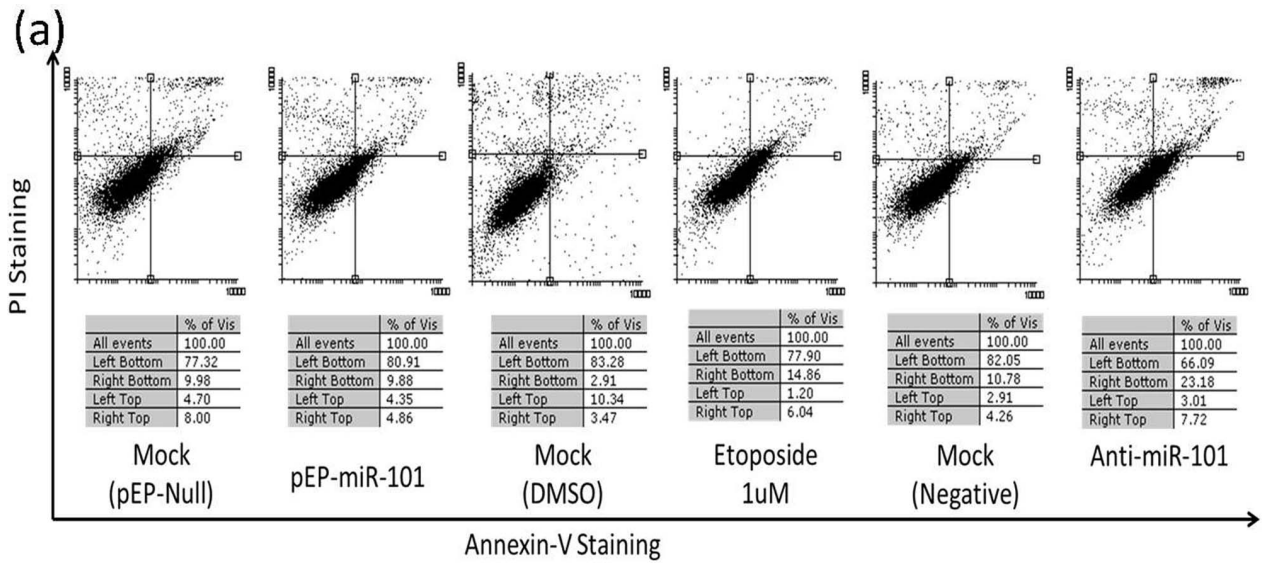 (a)
PI Staining
10000
10000
10000
10000
10000
10000
% of Vis
All events 100.00
Left Bottom 77.32
Right Bottom 9.98
Left Top 4.70
Right Top 8.00
% of Vis
All events 100.00
Left Bottom 80.91
Right Bottom 9.88
Left Top 4.35
Right Top 4.86
% of Vis
All events 100.00
Left Bottom 83.28
Right Bottom 2.91
Left Top 10.34
Right Top 3.47
% of Vis
All events 100.00
Left Bottom 77.90
Right Bottom 14.86
Left Top 1.20
Right Top 6.04
% of Vis
All events 100.00
Left Bottom 82.05
Right Bottom 10.78
Left Top 2.91
Right Top 4.26
% of Vis
All events 100.00
Left Bottom 66.09
Right Bottom 23.18
Left Top 3.01
Right Top 7.72
Mock
(pEP-Null)
pEP-miR-101
Mock
(DMSO)
Etoposide
1uM
Mock
(Negative)
Anti-miR-101
Annexin-V Staining